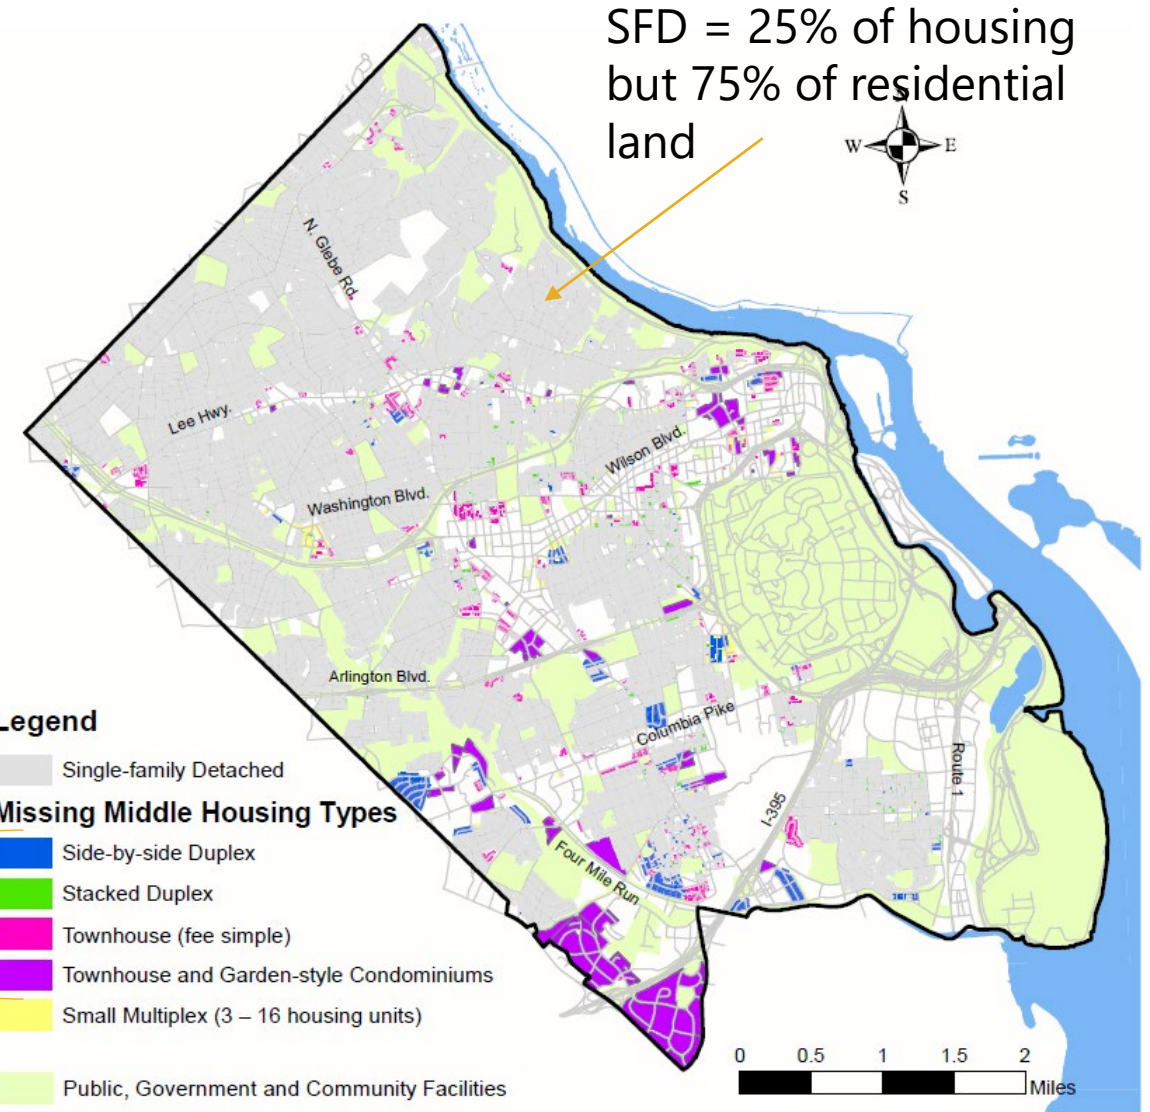 SFD = 25% of housing
but 75% of residential
land
N
W
E
S
N. Glebe Rd.
Lee Hwy.
Wilson Blvd.
Washington Blvd.
Arlington Blvd.
Columbia Pike
Route 1
I-395
Four Mile Run
Legend
Single-family Detached
Missing Middle Housing Types
Side-by-side Duplex
Stacked Duplex
Townhouse (fee simple)
Townhouse and Garden-style Condominiums
Small Multiplex (3 – 16 housing units)
Public, Government and Community Facilities
0 0.5 1 1.5 2
Miles